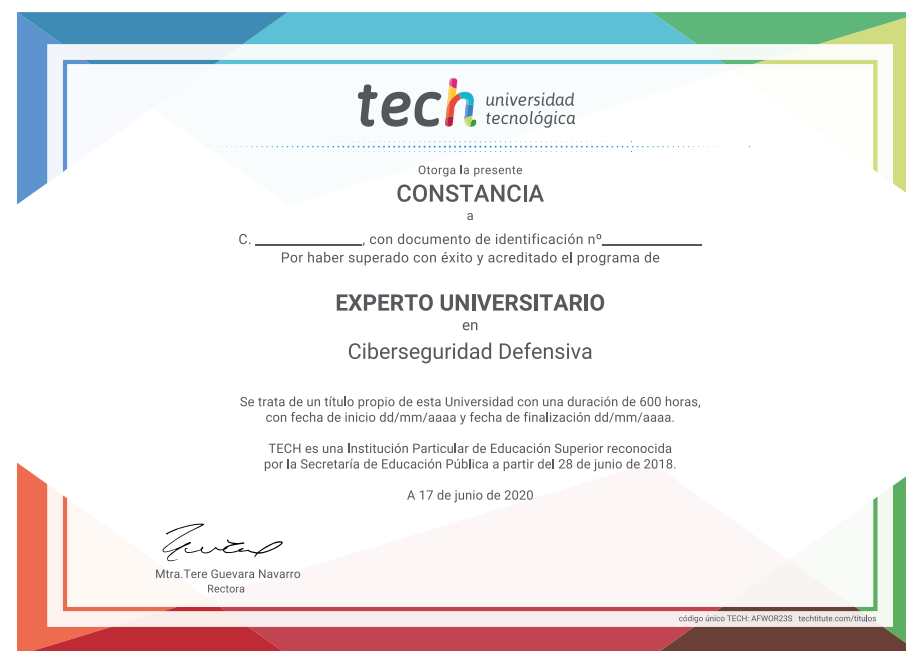 tech universidad
tecnológica
Otorga la presente
CONSTANCIA
a
C. ______________, con documento de identificación nº_____________
Por haber superado con éxito y acreditado el programa de
EXPERTO UNIVERSITARIO
en
Ciberseguridad Defensiva
Se trata de un título propio de esta Universidad con una duración de 600 horas,
con fecha de inicio dd/mm/aaaa y fecha de finalización dd/mm/aaaa.
TECH es una Institución Particular de Educación Superior reconocida
por la Secretaría de Educación Pública a partir del 28 de junio de 2018.
A 17 de junio de 2020
Mtra.Tere Guevara Navarro
Rectora
código único TECH: AFWOR23S techtitute.com/titulos